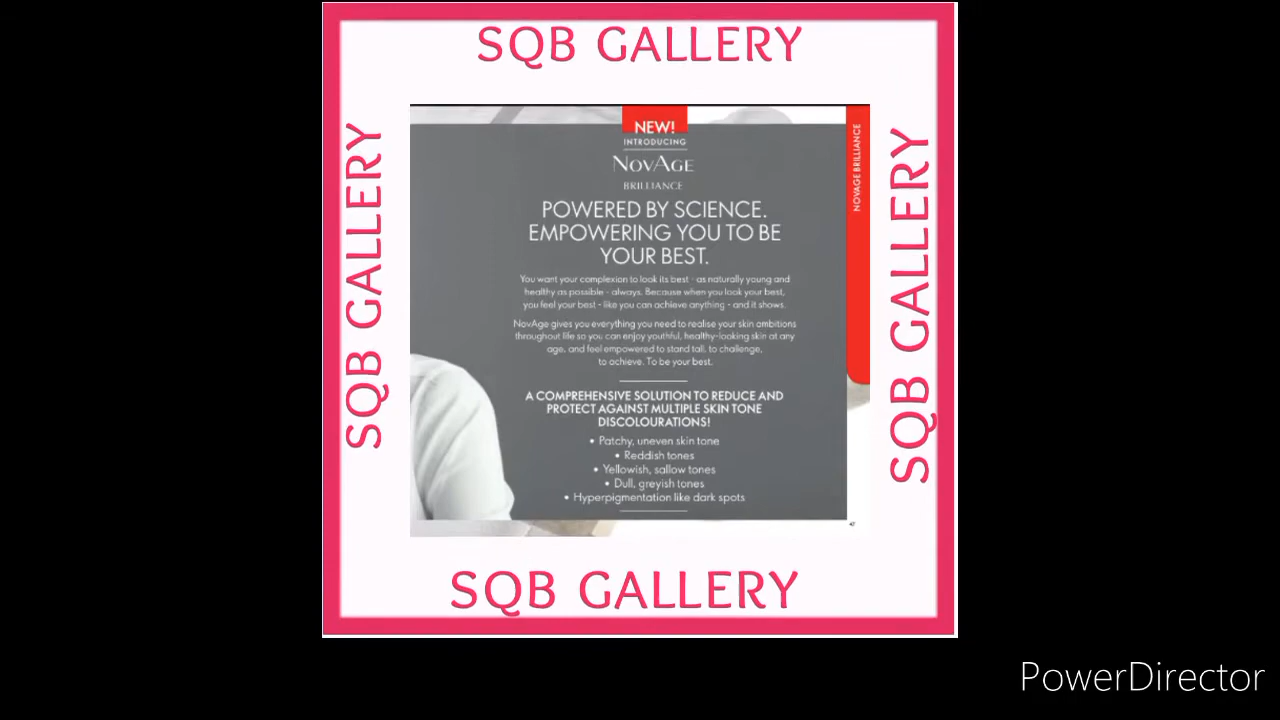 SQB GALLERY
SQB GALLERY
NEW!
INTRODUCING
NOVAGE
BRILLIANCE
POWERED BY SCIENCE.
EMPOWERING YOU TO BE
YOUR BEST.
You want your complexion to look its best - as naturally young and
healthy as possible - always. Because when you look your best,
you feel your best - like you can achieve anything - and it shows.
NovAge gives you everything you need to realise your skin ambitions
throughout life so you can enjoy youthful, healthy-looking skin at any
age, and feel empowered to stand tall, to challenge,
to achieve. To be your best.
A COMPREHENSIVE SOLUTION TO REDUCE AND
PROTECT AGAINST MULTIPLE SKIN TONE
DISCOLOURATIONS!
• Patchy, uneven skin tone
• Reddish tones
• Yellowish, sallow tones
• Dull, greyish tones
• Hyperpigmentation like dark spots
NOVAGE BRILLIANCE
SQB GALLERY
SQB GALLERY
PowerDirector